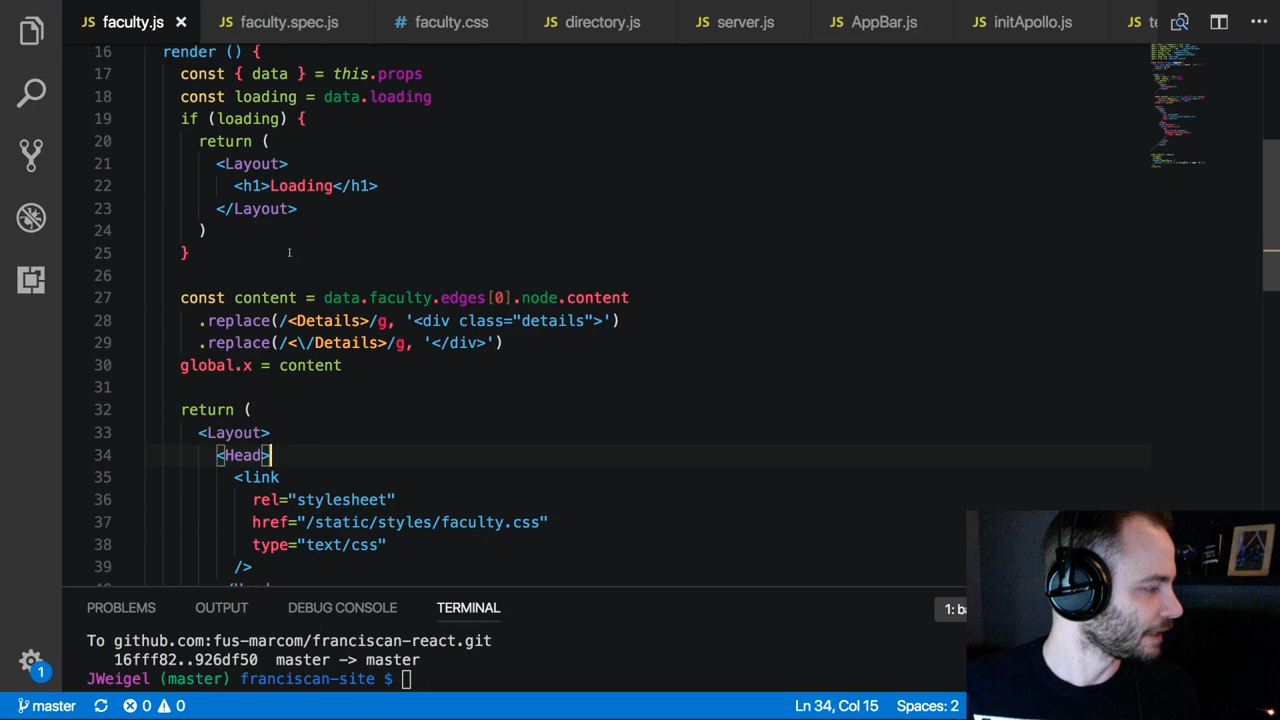 JS faculty.js ×
JS faculty.spec.js
# faculty.css
JS directory.js
JS server.js
JS AppBar.js
JS initApollo.js
JS
16 render () {
17 const { data } = this.props
18 const loading = data.loading
19 if (loading) {
20 return (
21 <Layout>
22 <h1>Loading</h1>
23 </Layout>
24 )
25 }
26
27 const content = data.faculty.edges[0].node.content
28 .replace(/<Details>/g, '<div class="details">')
29 .replace(/<\/Details>/g, '</div>')
30 global.x = content
31
32 return (
33 <Layout>
34 <Head>
35 <link
36 rel="stylesheet"
37 href="/static/styles/faculty.css"
38 type="text/css"
39 />
PROBLEMS OUTPUT DEBUG CONSOLE TERMINAL
1: ba
To github.com:fus-marcom/franciscan-react.git
16fff82..926df50 master -> master
JWeigel (master) franciscan-site $
1
master 0 0 Ln 34, Col 15 Spaces: 2